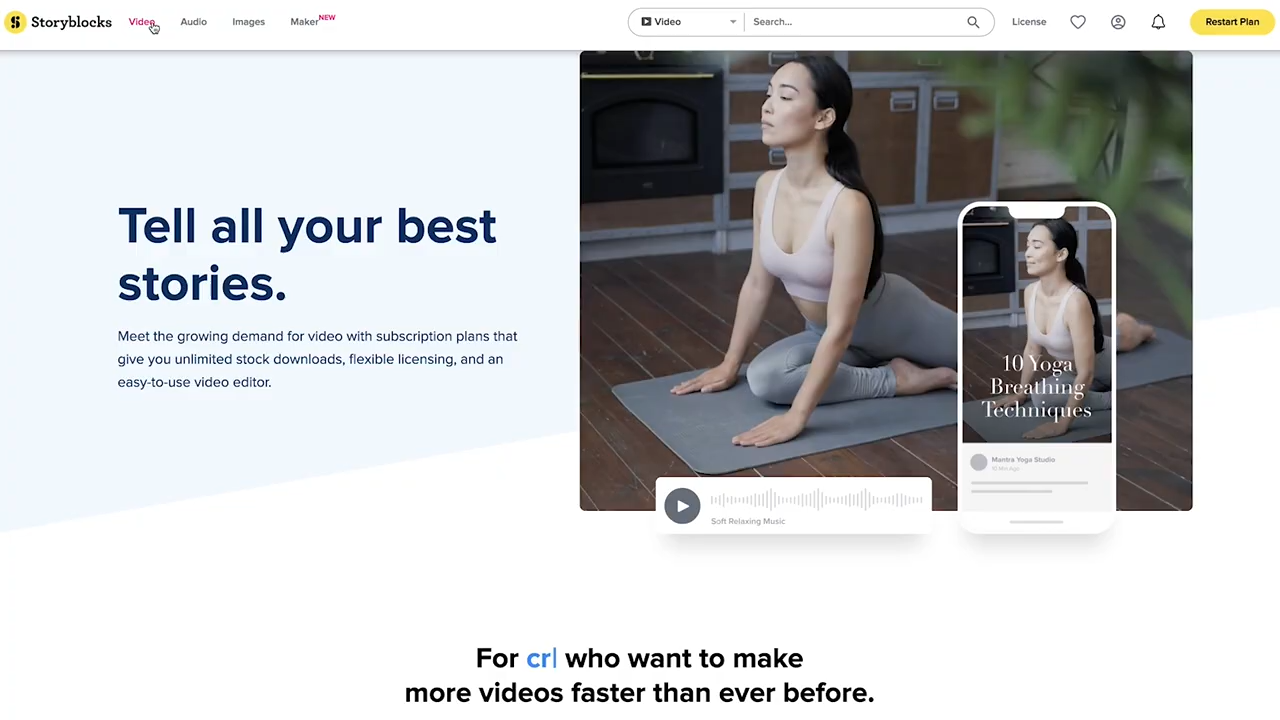 Storyblocks
Video
Audio
Images
Maker NEW
Video
Search...
License
Restart Plan
Tell all your best
stories.
Meet the growing demand for video with subscription plans that
give you unlimited stock downloads, flexible licensing, and an
easy-to-use video editor.
10 Yoga
Breathing
Techniques
Mantra Yoga Studio
10 Min Ago
Soft Relaxing Music
For cr who want to make
more videos faster than ever before.